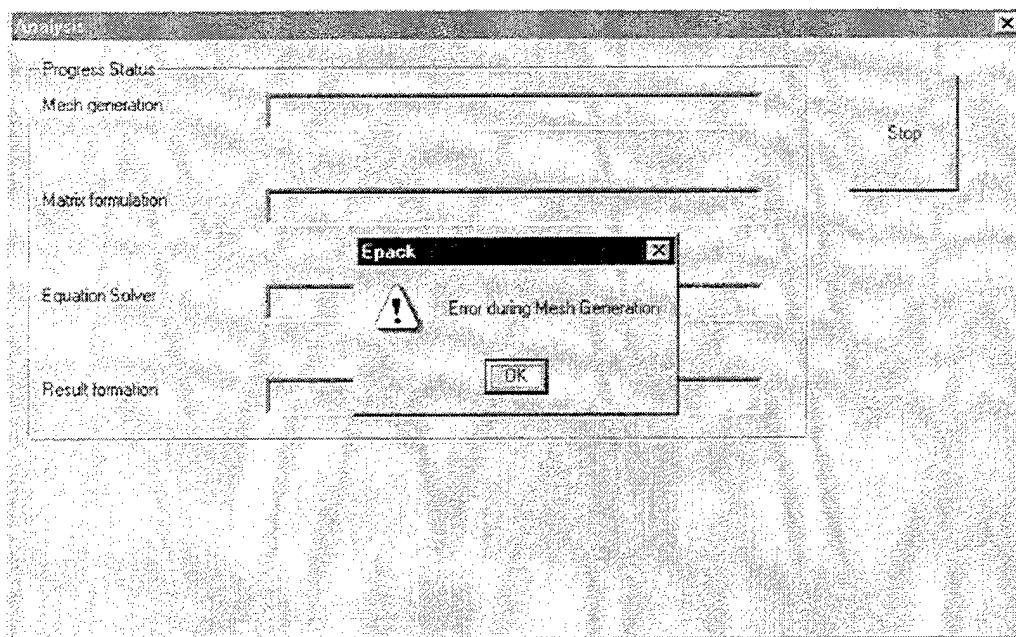 Analysis
Progress Status
Mesh generation
Stop
Matrix formulation
Epack
Equation Solver
Error during Mesh Generation
OK
Result formation